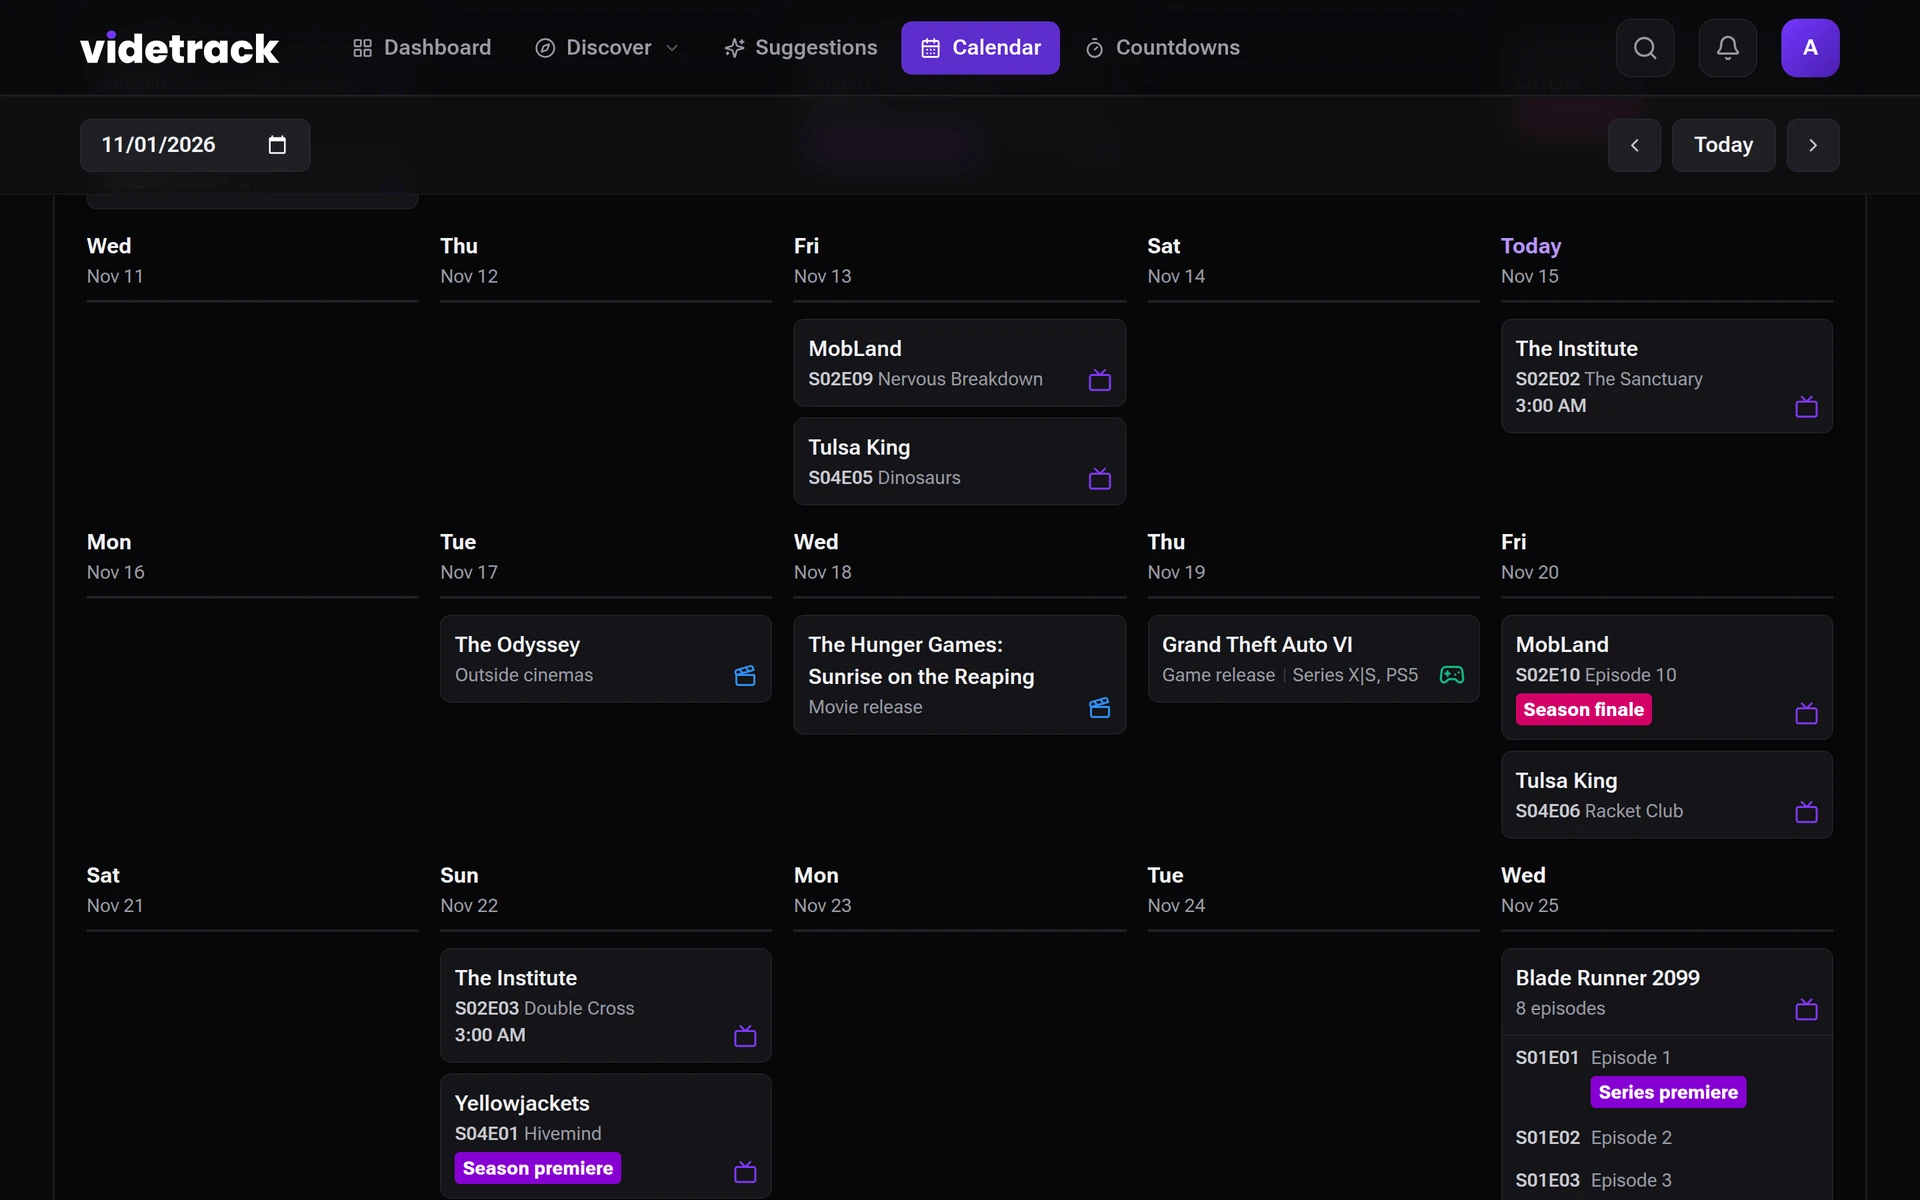 videtrack
Dashboard
Discover
Suggestions
Calendar
Countdowns
A
11/01/2026
Today
Wed
Nov 11
Thu
Nov 12
Fri
Nov 13
Sat
Nov 14
Today
Nov 15
MobLand
S02E09 Nervous Breakdown
Tulsa King
S04E05 Dinosaurs
The Institute
S02E02 The Sanctuary
3:00 AM
Mon
Nov 16
Tue
Nov 17
Wed
Nov 18
Thu
Nov 19
Fri
Nov 20
The Odyssey
Outside cinemas
The Hunger Games:
Sunrise on the Reaping
Movie release
Grand Theft Auto VI
Game release | Series X|S, PS5
MobLand
S02E10 Episode 10
Season finale
Tulsa King
S04E06 Racket Club
Sat
Nov 21
Sun
Nov 22
Mon
Nov 23
Tue
Nov 24
Wed
Nov 25
The Institute
S02E03 Double Cross
3:00 AM
Yellowjackets
S04E01 Hivemind
Season premiere
Blade Runner 2099
8 episodes
S01E01 Episode 1
Series premiere
S01E02 Episode 2
S01E03 Episode 3